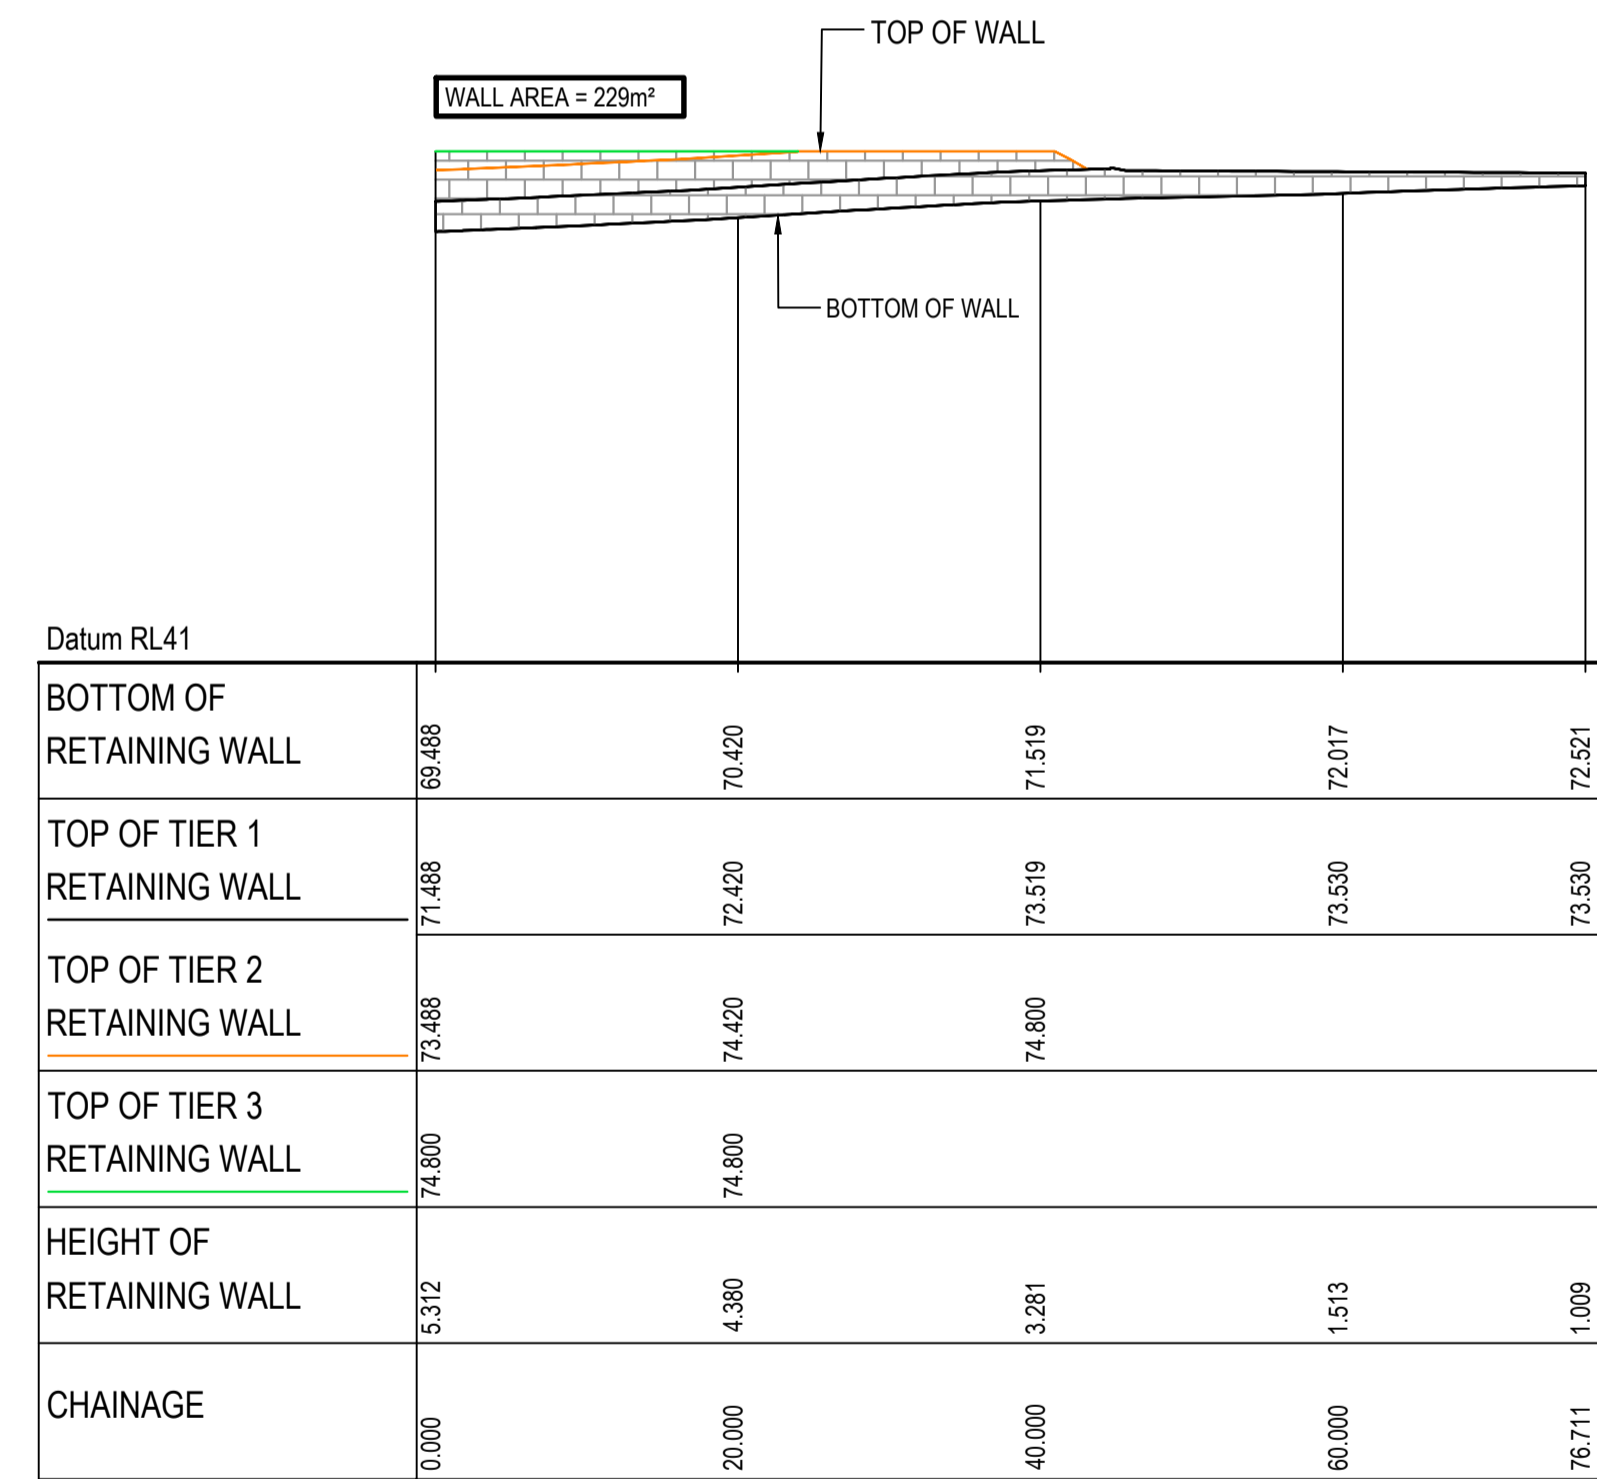 TOP OF WALL
WALL AREA = 229m²
BOTTOM OF WALL
Datum RL41
BOTTOM OF
RETAINING WALL
69.488 70.420 71.519 72.017 72.521
TOP OF TIER 1
RETAINING WALL
71.488 72.420 73.519 73.530 73.530
TOP OF TIER 2
RETAINING WALL
73.488 74.420 74.800
TOP OF TIER 3
RETAINING WALL
74.800 74.800
HEIGHT OF
RETAINING WALL
5.312 4.380 3.281 1.513 1.009
CHAINAGE
0.000 20.000 40.000 60.000 76.711